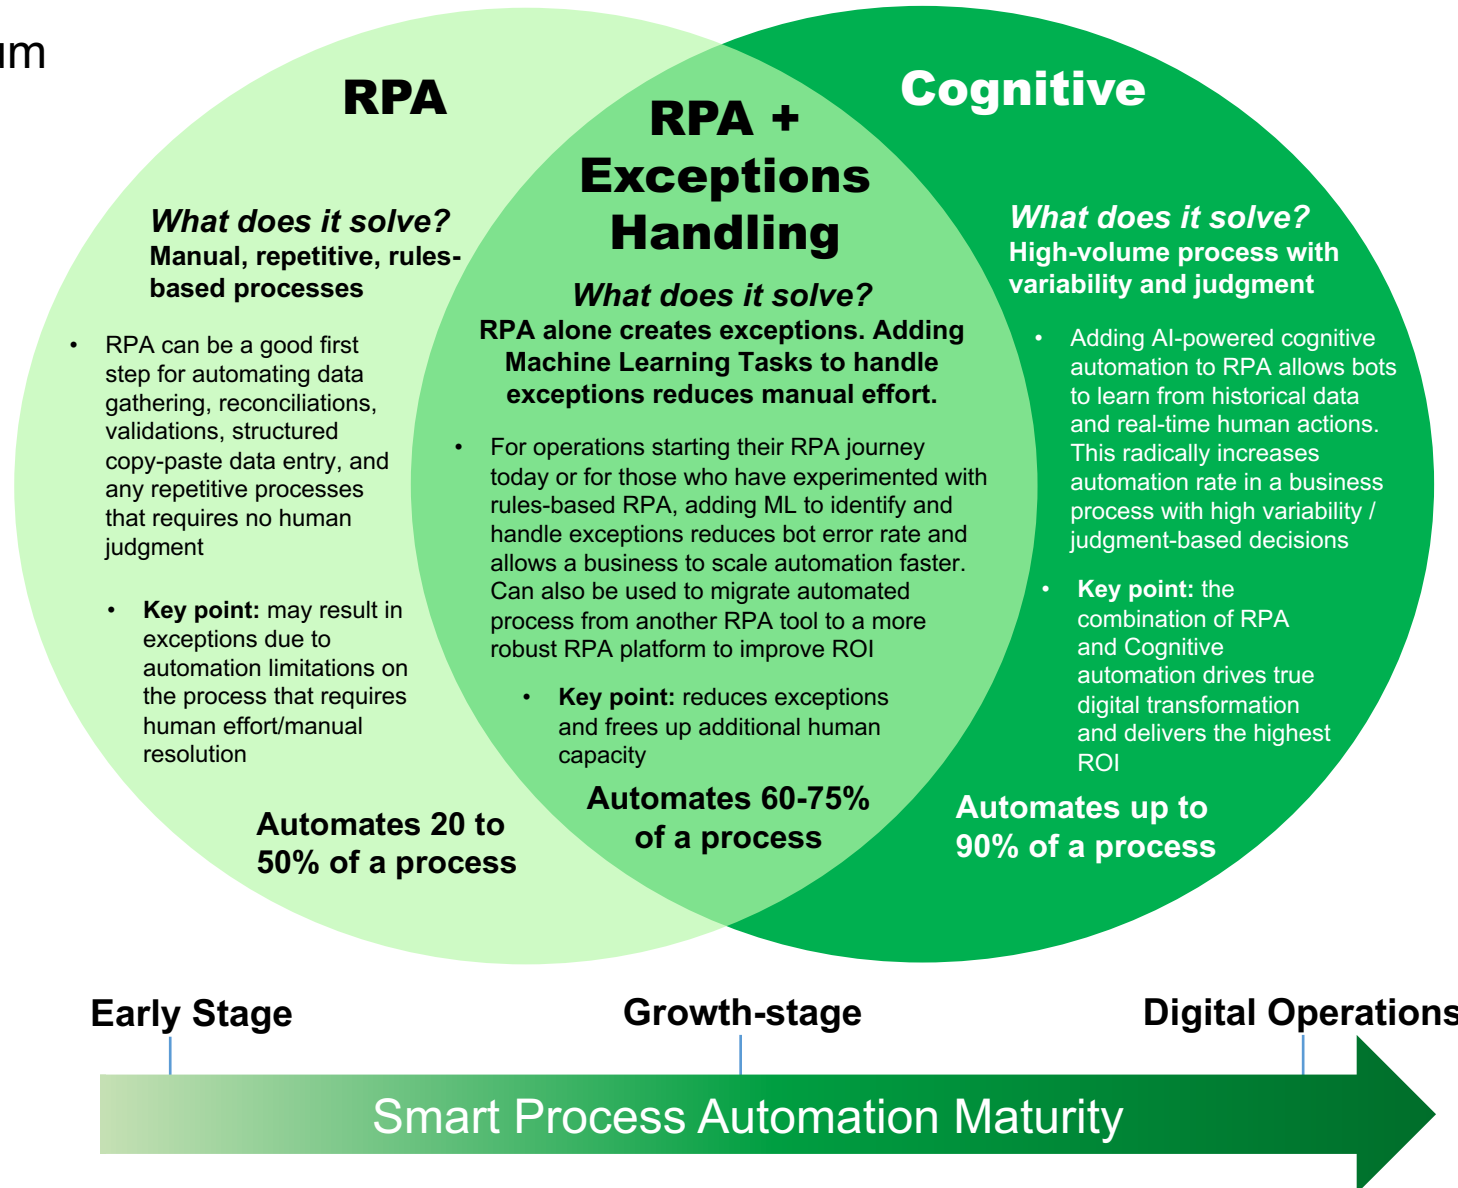 RPA
What does it solve?
Manual, repetitive, rules-
based processes
• RPA can be a good first
step for automating data
gathering, reconciliations,
validations, structured
copy-paste data entry, and
any repetitive processes
that requires no human
judgment
• Key point: may result in
exceptions due to
automation limitations on
the process that requires
human effort/manual
resolution
Automates 20 to
50% of a process
RPA +
Exceptions
Handling
What does it solve?
RPA alone creates exceptions. Adding
Machine Learning Tasks to handle
exceptions reduces manual effort.
• For operations starting their RPA journey
today or for those who have experimented with
rules-based RPA, adding ML to identify and
handle exceptions reduces bot error rate and
allows a business to scale automation faster.
Can also be used to migrate automated
process from another RPA tool to a more
robust RPA platform to improve ROI
• Key point: reduces exceptions
and frees up additional human
capacity
Automates 60-75%
of a process
Cognitive
What does it solve?
High-volume process with
variability and judgment
• Adding AI-powered cognitive
automation to RPA allows bots
to learn from historical data
and real-time human actions.
This radically increases
automation rate in a business
process with high variability /
judgment-based decisions
• Key point: the
combination of RPA
and Cognitive
automation drives true
digital transformation
and delivers the highest
ROI
Automates up to
90% of a process
Early Stage
Growth-stage
Digital Operations
Smart Process Automation Maturity